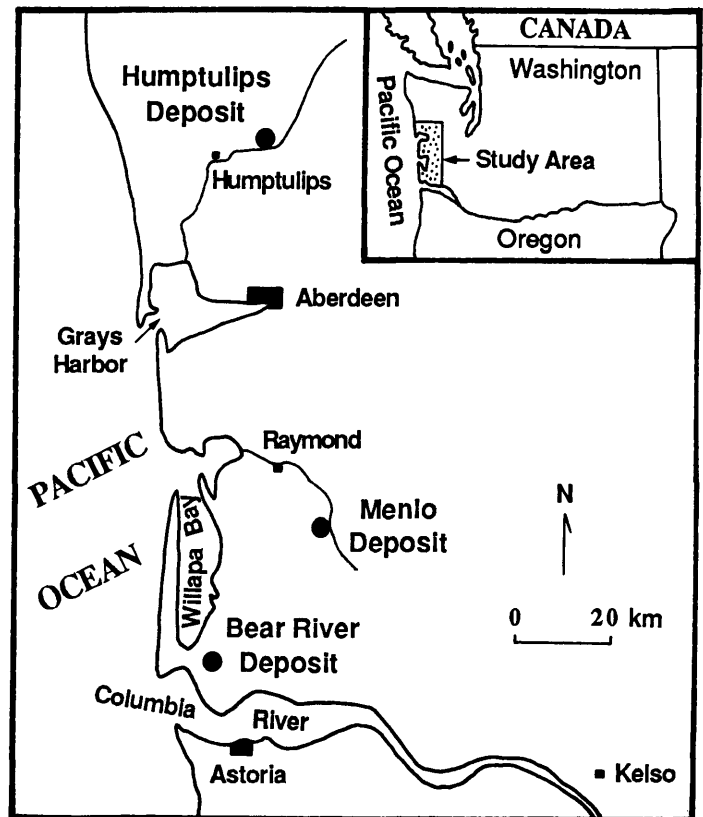 CANADA
Washington
Pacific Ocean
Study Area
Oregon
Humptulips
Deposit
Humptulips
Aberdeen
Grays
Harbor
PACIFIC
OCEAN
Raymond
Willapa Bay
Menlo
Deposit
N
0 20 km
Bear River
Deposit
Columbia
River
Astoria
Kelso